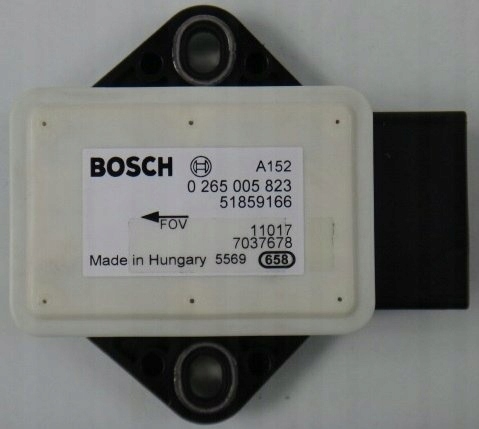 BOSCH A152
0 265 005 823
51859166
FOV
11017
7037678
Made in Hungary 5569 658